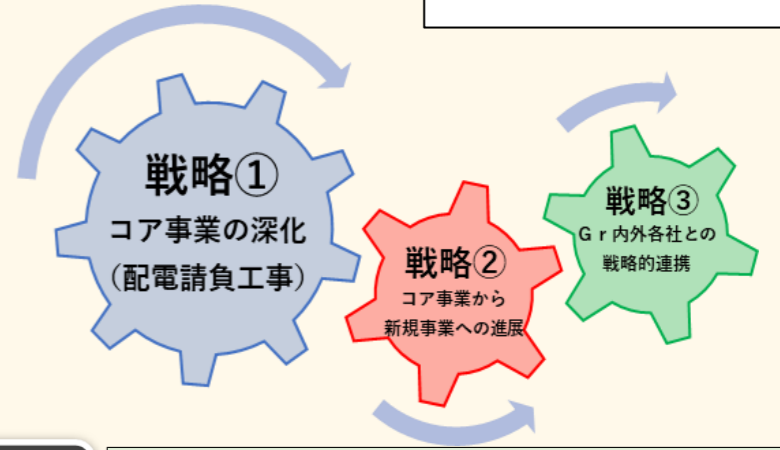 戦略①
コア事業の深化
（配電請負工事）
戦略②
コア事業から
新規事業への進展
戦略③
Ｇｒ内外各社との
戦略的連携